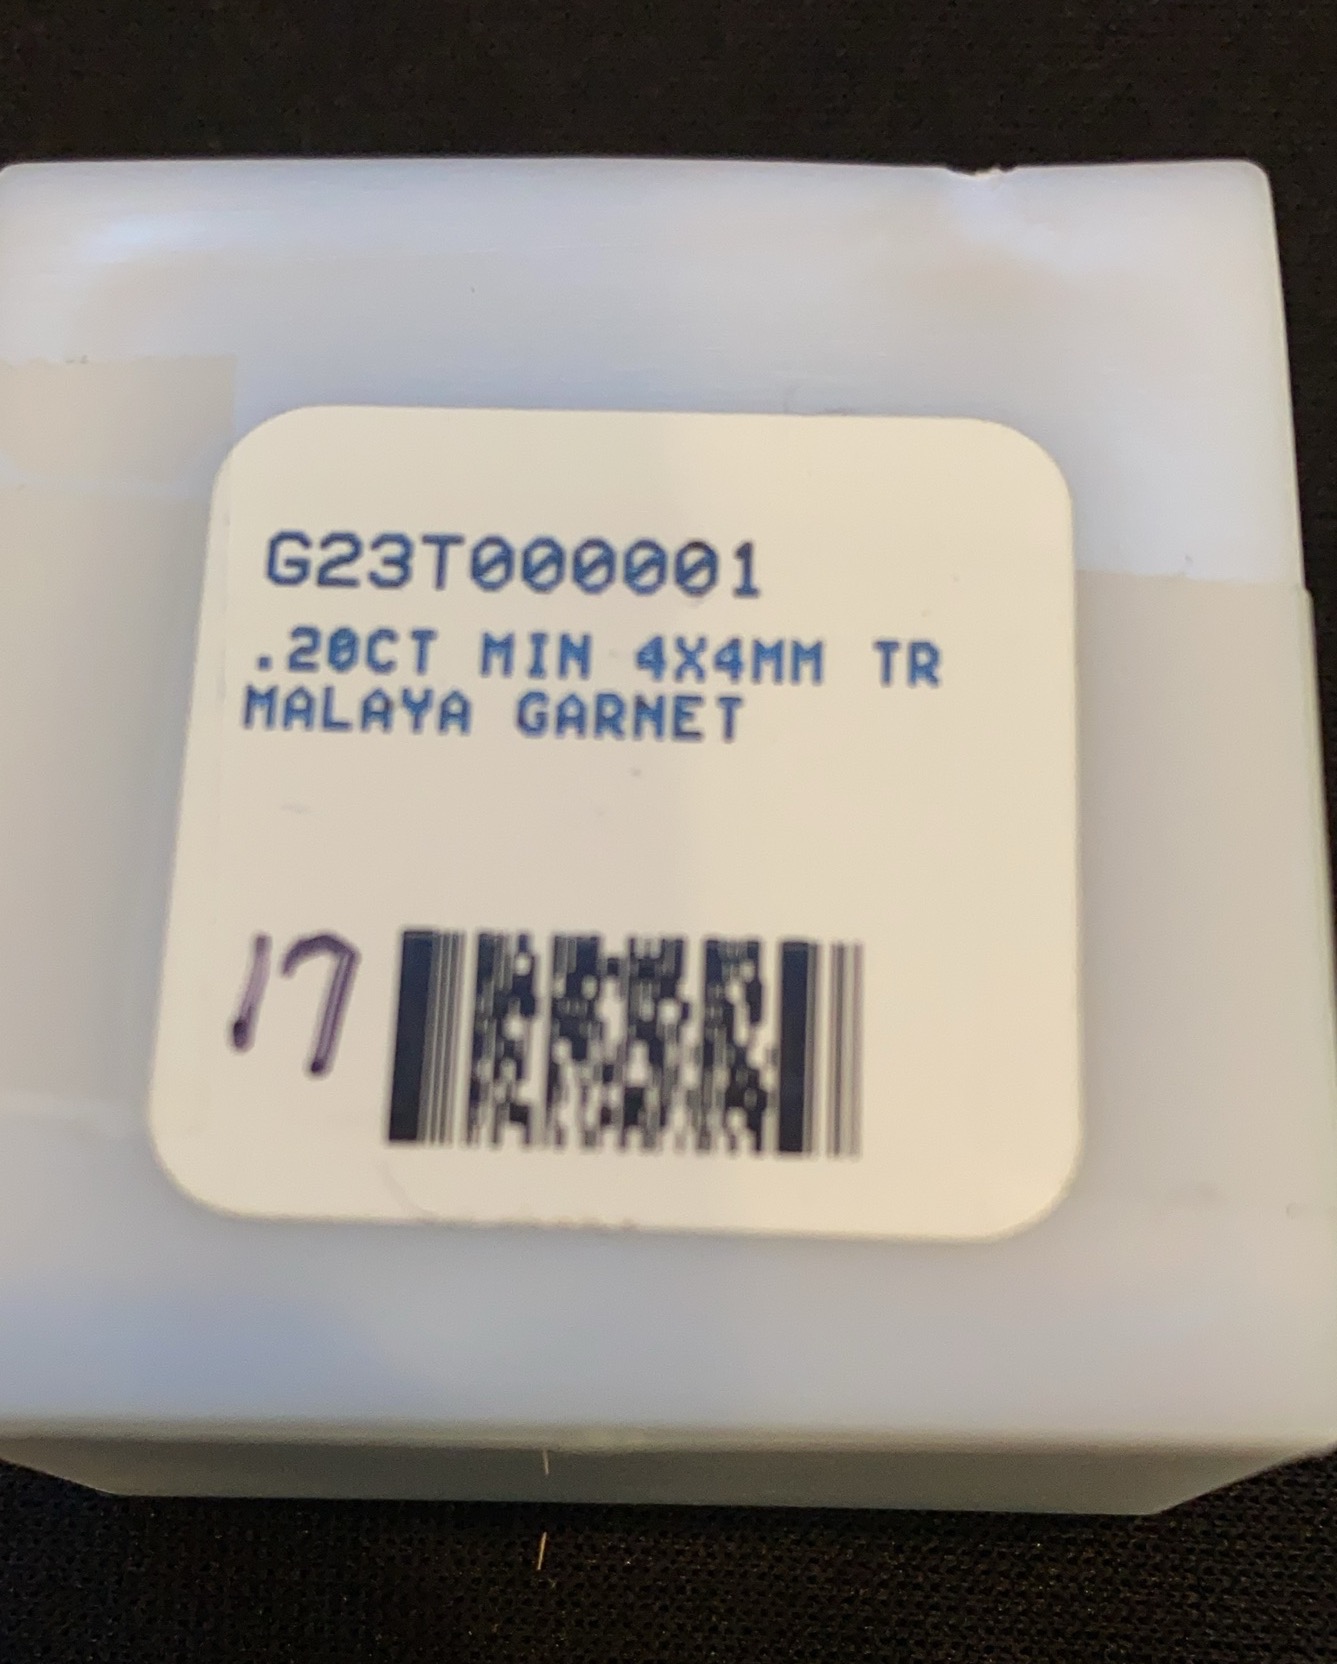 G23T000001
.20CT MIN 4X4MM TR
MALAYA GARNET
17